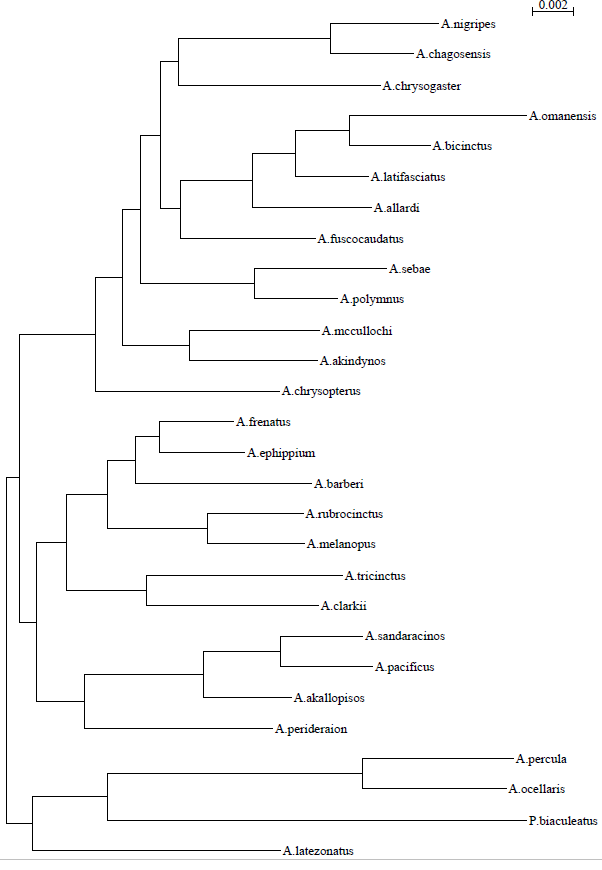 0.002
A.nigripes
A.chagosensis
A.chrysogaster
A.omanensis
A.bicinctus
A.latifasciatus
A.allardi
A.fuscocaudatus
A.sebae
A.polymnus
A.mccullochi
A.akindynos
A.chrysopterus
A.frenatus
A.ephippium
A.barberi
A.rubrocinctus
A.melanopus
A.tricinctus
A.clarkii
A.sandaracinos
A.pacificus
A.akallopisos
A.perideraion
A.percula
A.ocellaris
P.biaculeatus
A.latezonatus